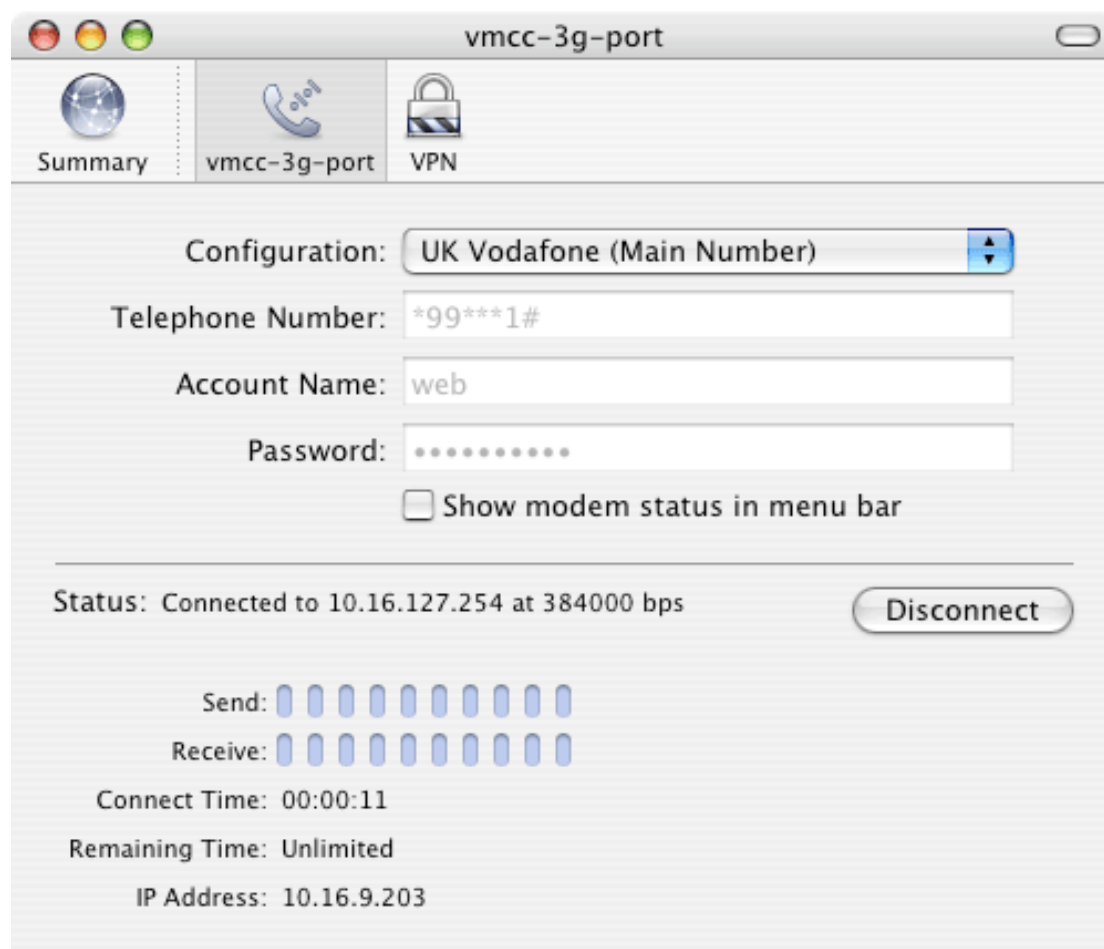 vmcc-3g-port
Summary
vmcc-3g-port
VPN
Configuration: UK Vodafone (Main Number)
Telephone Number: *99***1#
Account Name: web
Password: ••••••••••
Show modem status in menu bar
Status: Connected to 10.16.127.254 at 384000 bps
Disconnect
Send:
Receive:
Connect Time: 00:00:11
Remaining Time: Unlimited
IP Address: 10.16.9.203